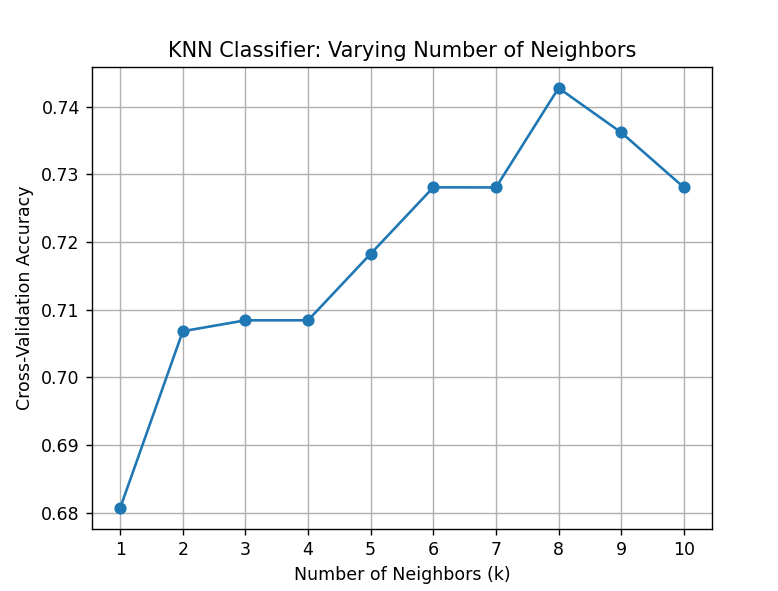 KNN Classifier: Varying Number of Neighbors
Cross-Validation Accuracy
0.74
0.73
0.72
0.71
0.70
0.69
0.68
1 2 3 4 5 6 7 8 9 10
Number of Neighbors (k)